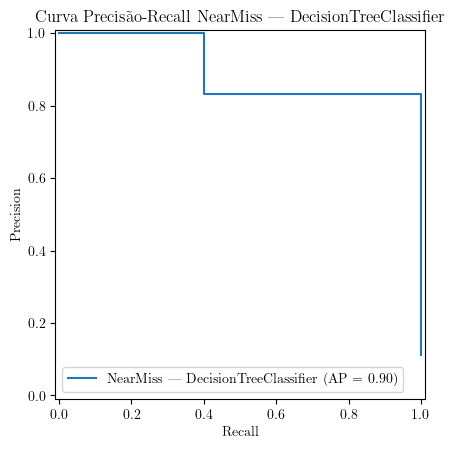 Curva Precisão-Recall NearMiss — DecisionTreeClassifier
1.0
0.8
0.6
0.4
0.2
0.0
Precision
NearMiss — DecisionTreeClassifier (AP = 0.90)
0.0 0.2 0.4 0.6 0.8 1.0
Recall